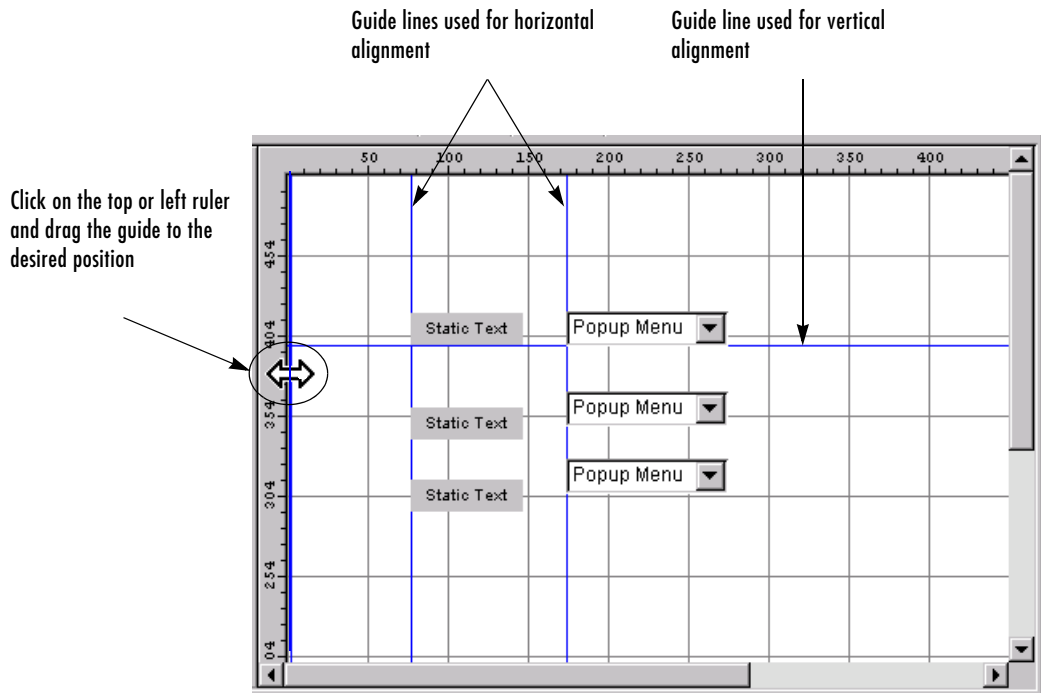 Guide lines used for horizontal
alignment
Guide line used for vertical
alignment
Click on the top or left ruler
and drag the guide to the
desired position
50 100 150 200 250 300 350 400
454
404
354
304
254
04
Static Text
Popup Menu
Static Text
Popup Menu
Static Text
Popup Menu